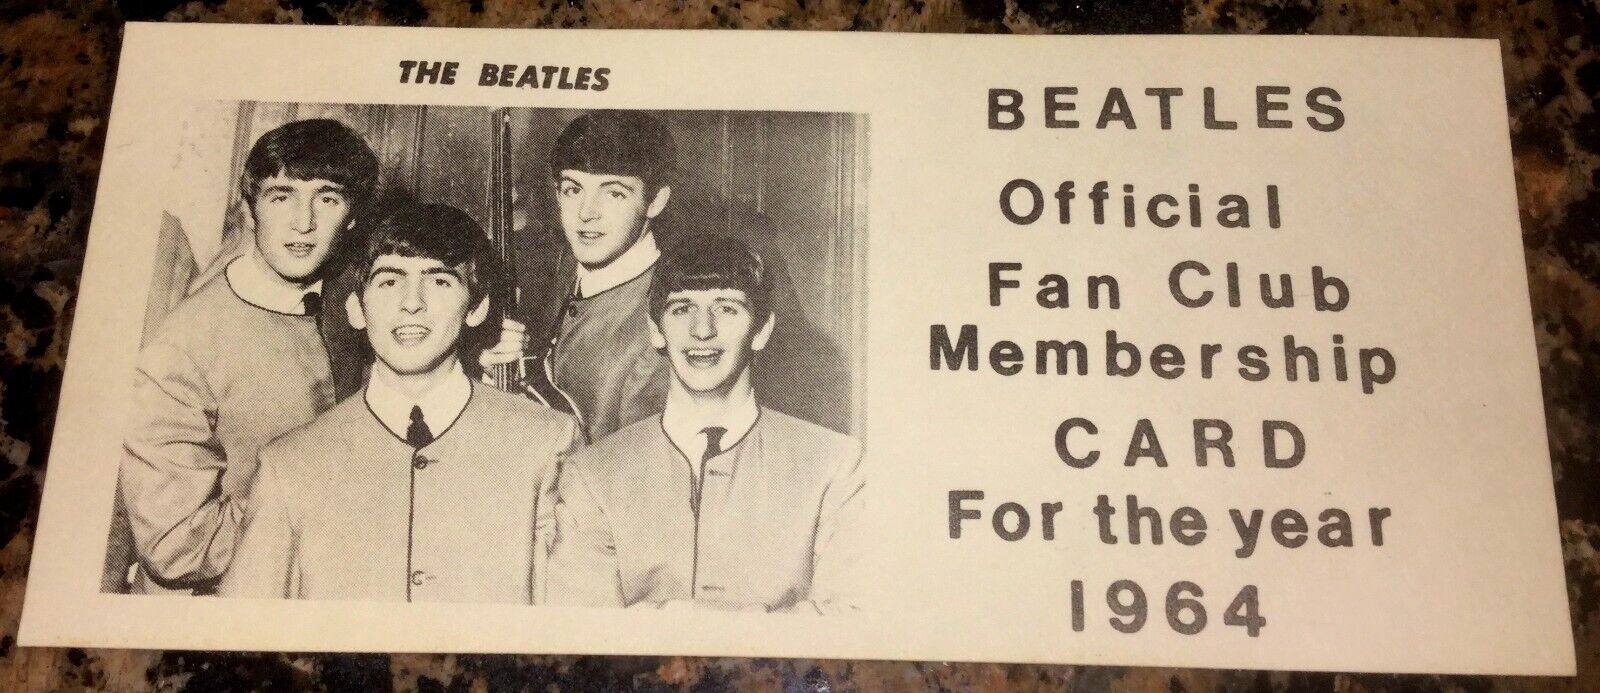 THE BEATLES
BEATLES
Official
Fan Club
Membership
CARD
For the year
1964